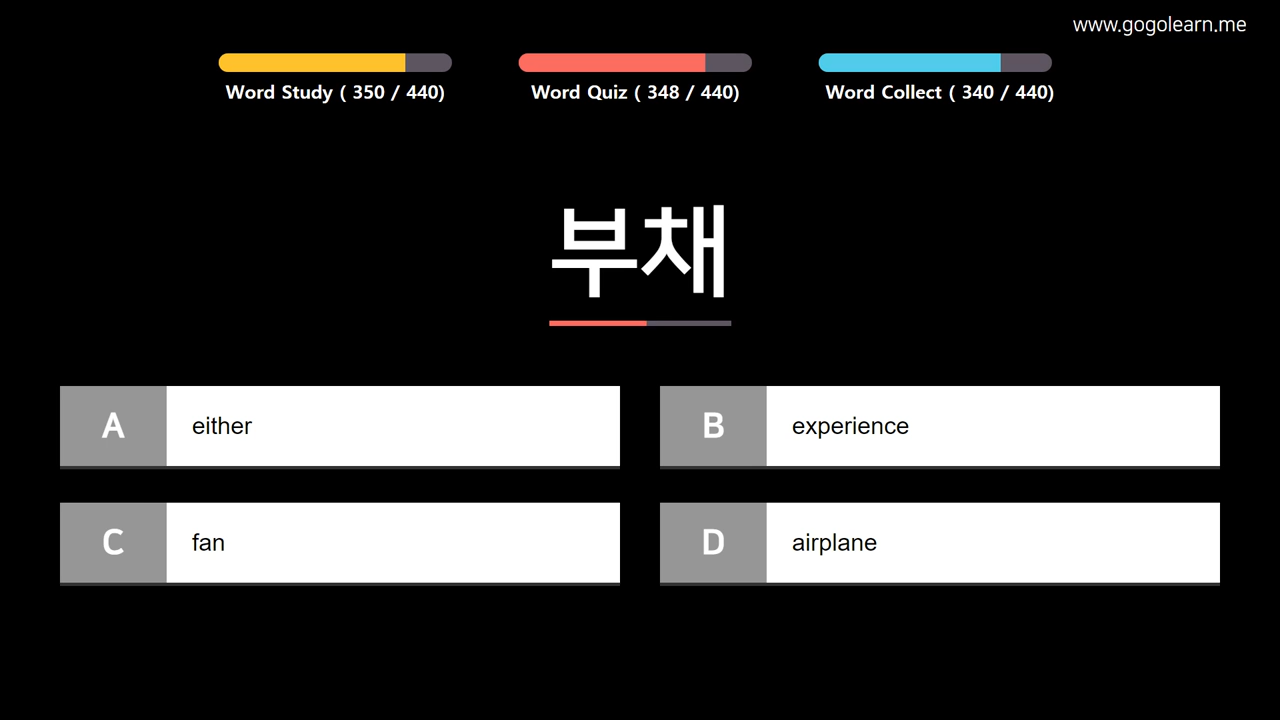 www.gogolearn.me
Word Study ( 350 / 440)
Word Quiz ( 348 / 440)
Word Collect ( 340 / 440)
부채
A either
B experience
C fan
D airplane